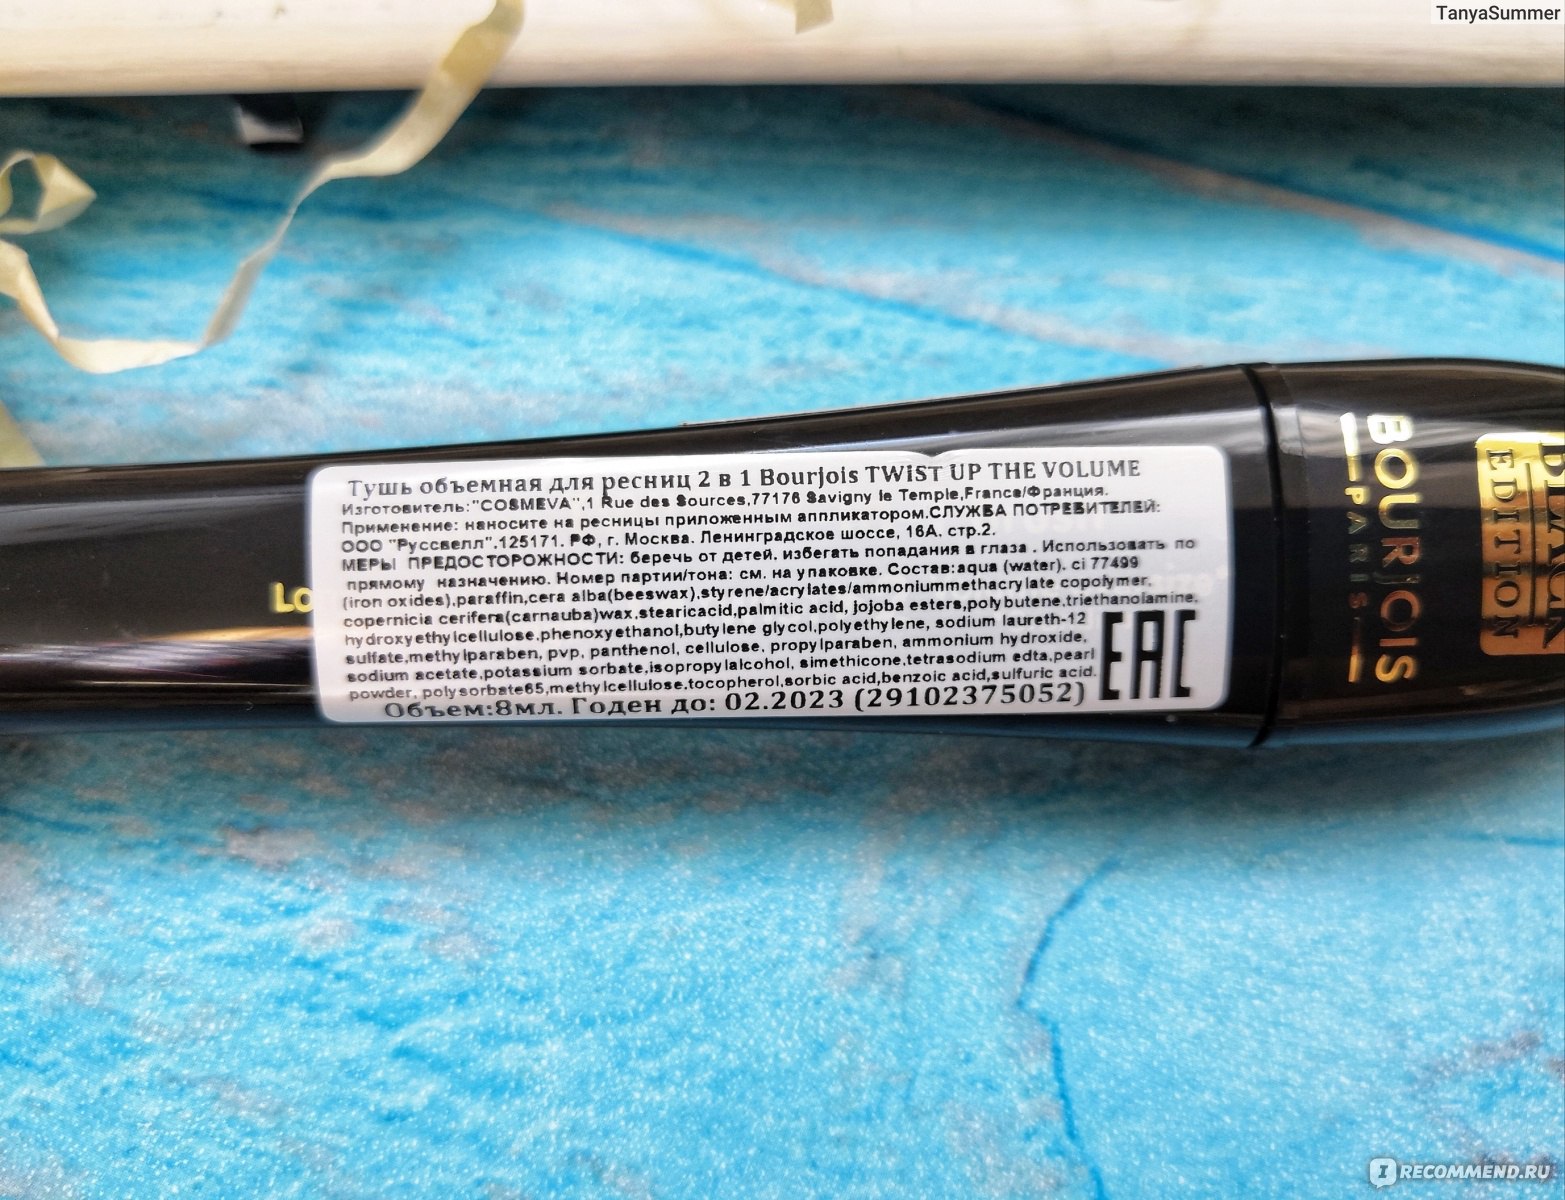 TanyaSummer
Тушь объемная для ресниц 2 в 1 Bourjois TWIST UP THE VOLUME
Изготовитель:"COSMEVA",1 Rue des Sources,77176 Savigny le Temple,France/Франция.
Применение: наносите на ресницы приложенным аппликатором.СЛУЖБА ПОТРЕБИТЕЛЕЙ:
ООО "Руссвелл".125171. РФ, г. Москва. Ленинградское шоссе, 16А, стр.2.
МЕРЫ ПРЕДОСТОРОЖНОСТИ: беречь от детей. избегать попадания в глаза . Использовать по
прямому назначению. Номер партии/тона: см. на упаковке. Состав:aqua (water). ci 77499
(iron oxides),paraffin,cera alba(beeswax),styrene/acrylates/ammoniummethacrylate copolymer,
copernicia cerifera(carnauba)wax,stearicacid,palmitic acid, jojoba esters,polybutene,triethanolamine,
hydroxyethylcellulose,phenoxyethanol,butylene glycol,polyethylene, sodium laureth-12
sulfate,methylparaben, pvp, panthenol, cellulose, propylparaben, ammonium hydroxide,
sodium acetate,potassium sorbate,isopropylalcohol, simethicone,tetrasodium edta,pearl
powder, polysorbate65,methylcellulose,tocopherol,sorbic acid,benzoic acid,sulfuric acid.
Объем:8мл. Годен до: 02.2023 (29102375052)
EAC
Lo
BOURJOIS
PARIS
BLACK
EDITION
IRECOMMEND.RU